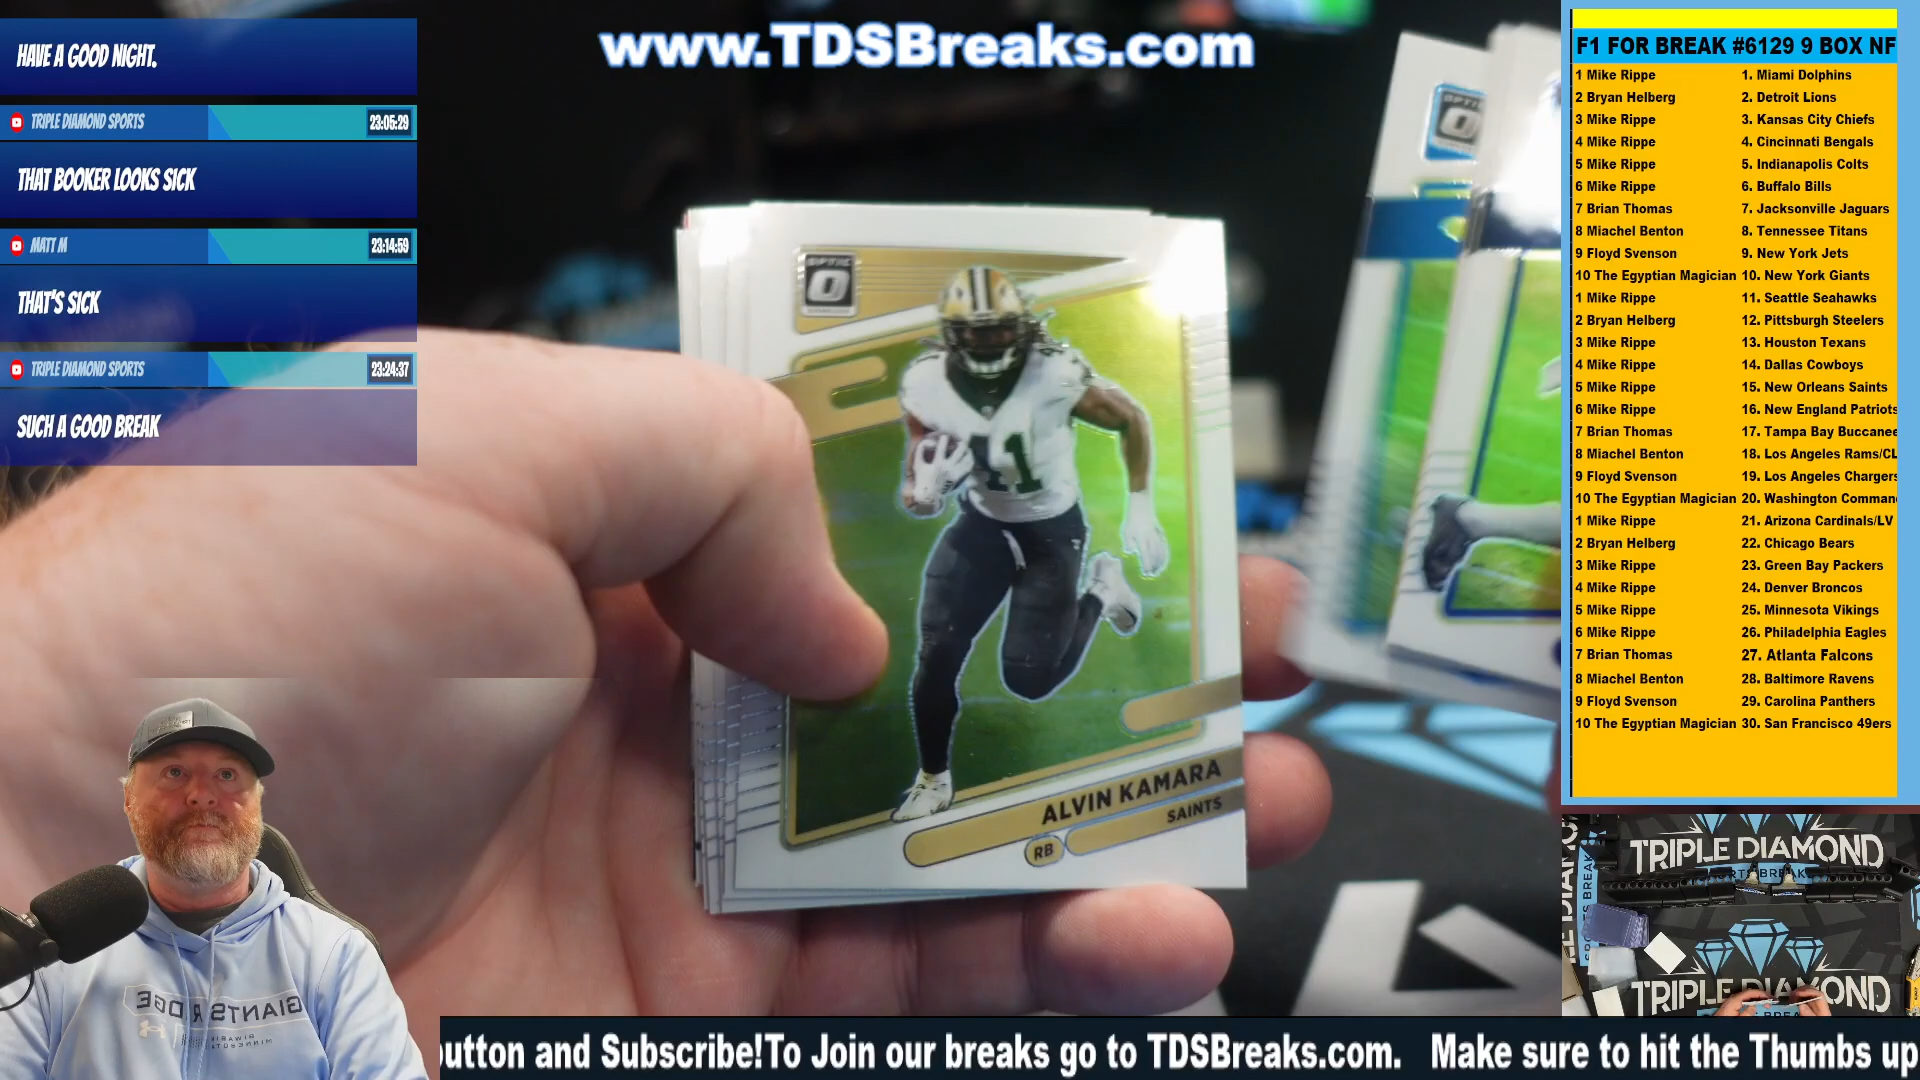 HAVE A GOOD NIGHT.
TRIPLE DIAMOND SPORTS 23:05:29
THAT BOOKER LOOKS SICK
MATT M 23:14:59
THAT'S SICK
TRIPLE DIAMOND SPORTS 23:24:37
SUCH A GOOD BREAK
www.TDSBreaks.com
OPTIC
OPTIC
41
ALVIN KAMARA
RB SAINTS
F1 FOR BREAK #6129 9 BOX NF
1 Mike Rippe 1. Miami Dolphins
2 Bryan Helberg 2. Detroit Lions
3 Mike Rippe 3. Kansas City Chiefs
4 Mike Rippe 4. Cincinnati Bengals
5 Mike Rippe 5. Indianapolis Colts
6 Mike Rippe 6. Buffalo Bills
7 Brian Thomas 7. Jacksonville Jaguars
8 Miachel Benton 8. Tennessee Titans
9 Floyd Svenson 9. New York Jets
10 The Egyptian Magician 10. New York Giants
1 Mike Rippe 11. Seattle Seahawks
2 Bryan Helberg 12. Pittsburgh Steelers
3 Mike Rippe 13. Houston Texans
4 Mike Rippe 14. Dallas Cowboys
5 Mike Rippe 15. New Orleans Saints
6 Mike Rippe 16. New England Patriots
7 Brian Thomas 17. Tampa Bay Buccanee
8 Miachel Benton 18. Los Angeles Rams/CL
9 Floyd Svenson 19. Los Angeles Chargers
10 The Egyptian Magician 20. Washington Comman
1 Mike Rippe 21. Arizona Cardinals/LV
2 Bryan Helberg 22. Chicago Bears
3 Mike Rippe 23. Green Bay Packers
4 Mike Rippe 24. Denver Broncos
5 Mike Rippe 25. Minnesota Vikings
6 Mike Rippe 26. Philadelphia Eagles
7 Brian Thomas 27. Atlanta Falcons
8 Miachel Benton 28. Baltimore Ravens
9 Floyd Svenson 29. Carolina Panthers
10 The Egyptian Magician 30. San Francisco 49ers
TRIPLE DIAMOND
TRIPLE DIAMOND
GIANTS RIDGE
utton and Subscribe!To Join our breaks go to TDSBreaks.com. Make sure to hit the Thumbs up